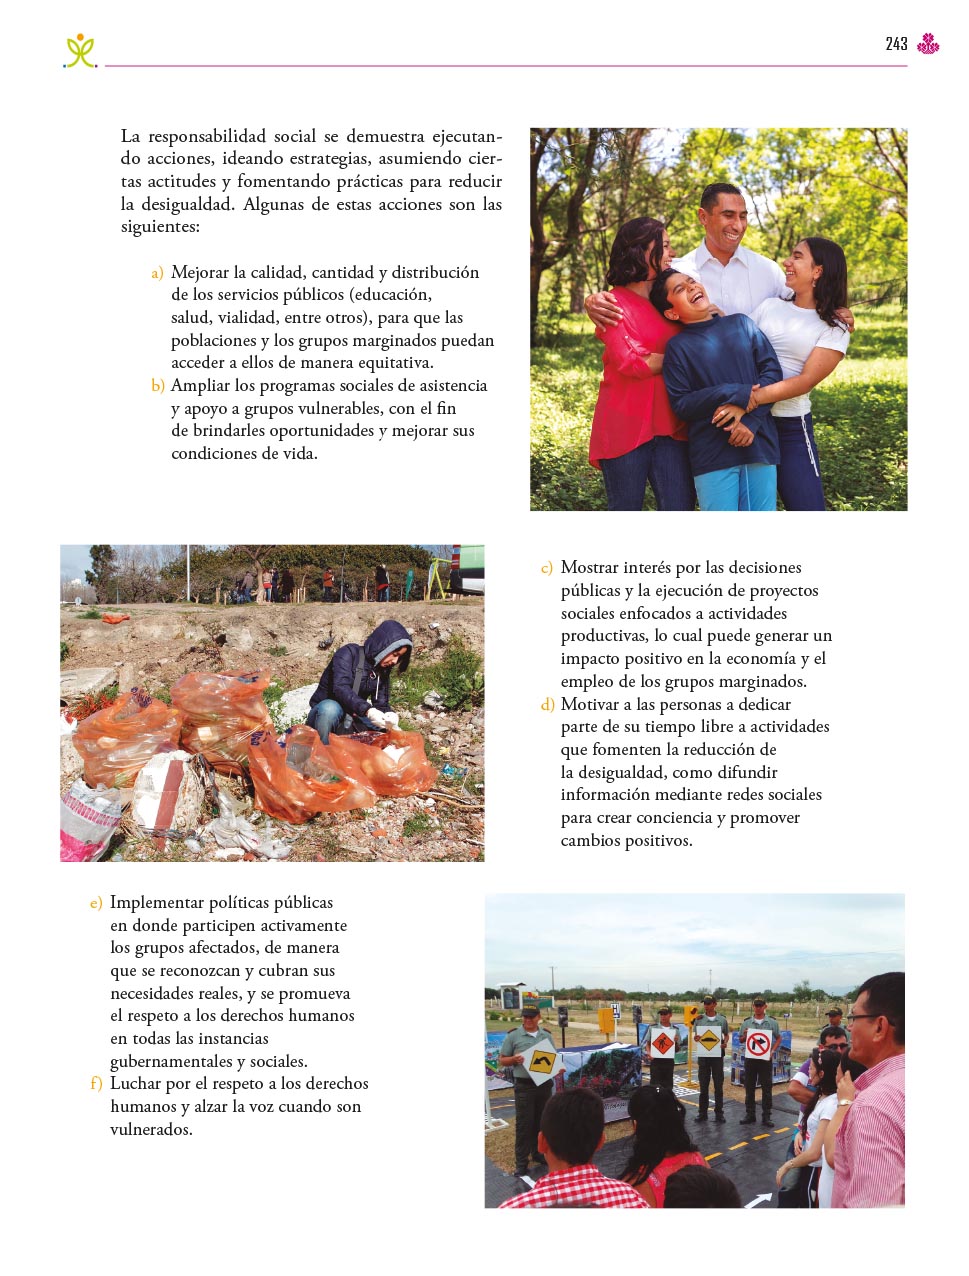 243
La responsabilidad social se demuestra ejecutan-
do acciones, ideando estrategias, asumiendo cier-
tas actitudes y fomentando prácticas para reducir
la desigualdad. Algunas de estas acciones son las
siguientes:
a) Mejorar la calidad, cantidad y distribución
de los servicios públicos (educación,
salud, vialidad, entre otros), para que las
poblaciones y los grupos marginados puedan
acceder a ellos de manera equitativa.
b) Ampliar los programas sociales de asistencia
y apoyo a grupos vulnerables, con el fin
de brindarles oportunidades y mejorar sus
condiciones de vida.
c) Mostrar interés por las decisiones
públicas y la ejecución de proyectos
sociales enfocados a actividades
productivas, lo cual puede generar un
impacto positivo en la economía y el
empleo de los grupos marginados.
d) Motivar a las personas a dedicar
parte de su tiempo libre a actividades
que fomenten la reducción de
la desigualdad, como difundir
información mediante redes sociales
para crear conciencia y promover
cambios positivos.
e) Implementar políticas públicas
en donde participen activamente
los grupos afectados, de manera
que se reconozcan y cubran sus
necesidades reales, y se promueva
el respeto a los derechos humanos
en todas las instancias
gubernamentales y sociales.
f) Luchar por el respeto a los derechos
humanos y alzar la voz cuando son
vulnerados.